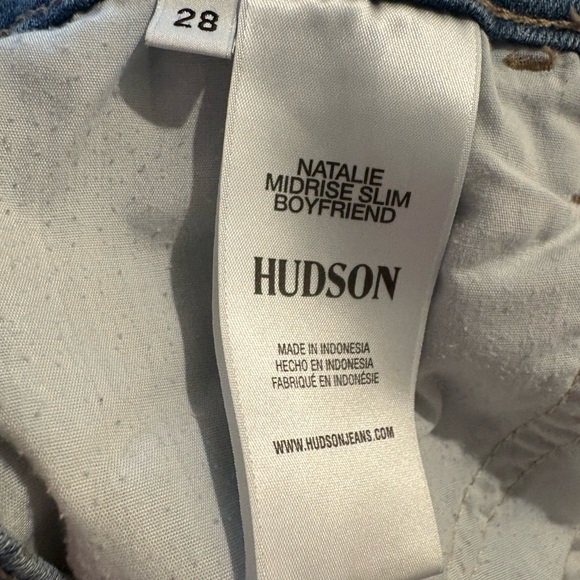 28
NATALIE
MIDRISE SLIM
BOYFRIEND
HUDSON
MADE IN INDONESIA
HECHO EN INDONESIA
FABRIQUÉ EN INDONÉSIE
WWW.HUDSONJEANS.COM